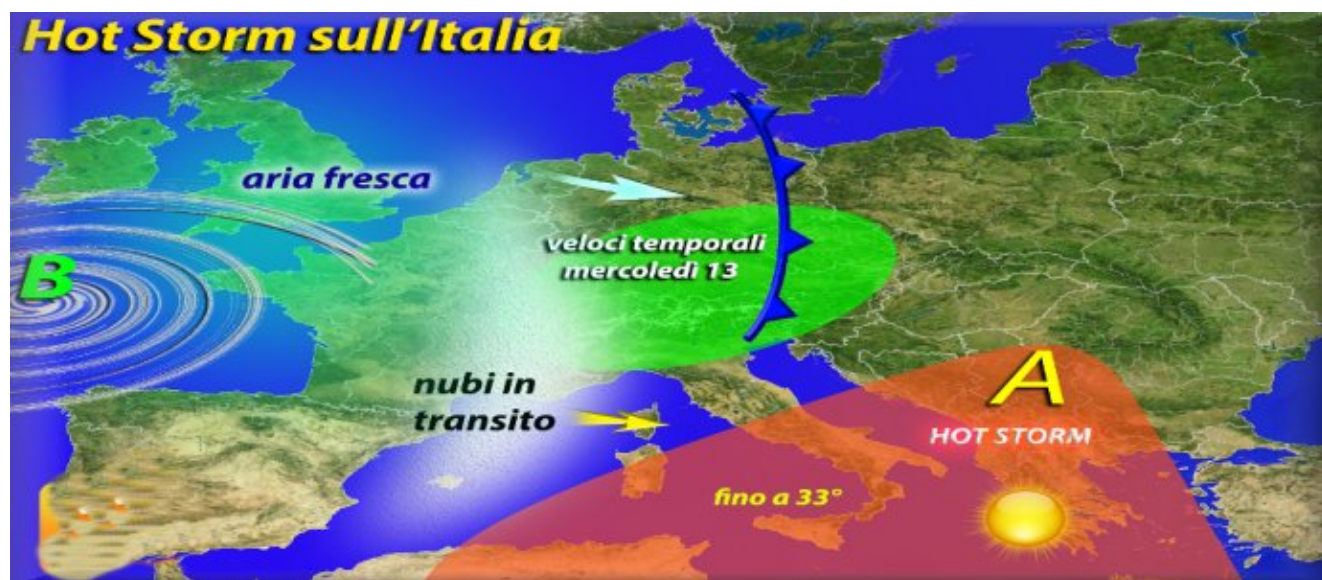 Hot Storm sull'Italia
aria fresca
veloci temporali
mercoledì 13
B
nubi in
transito
A
HOT STORM
fino a 33°